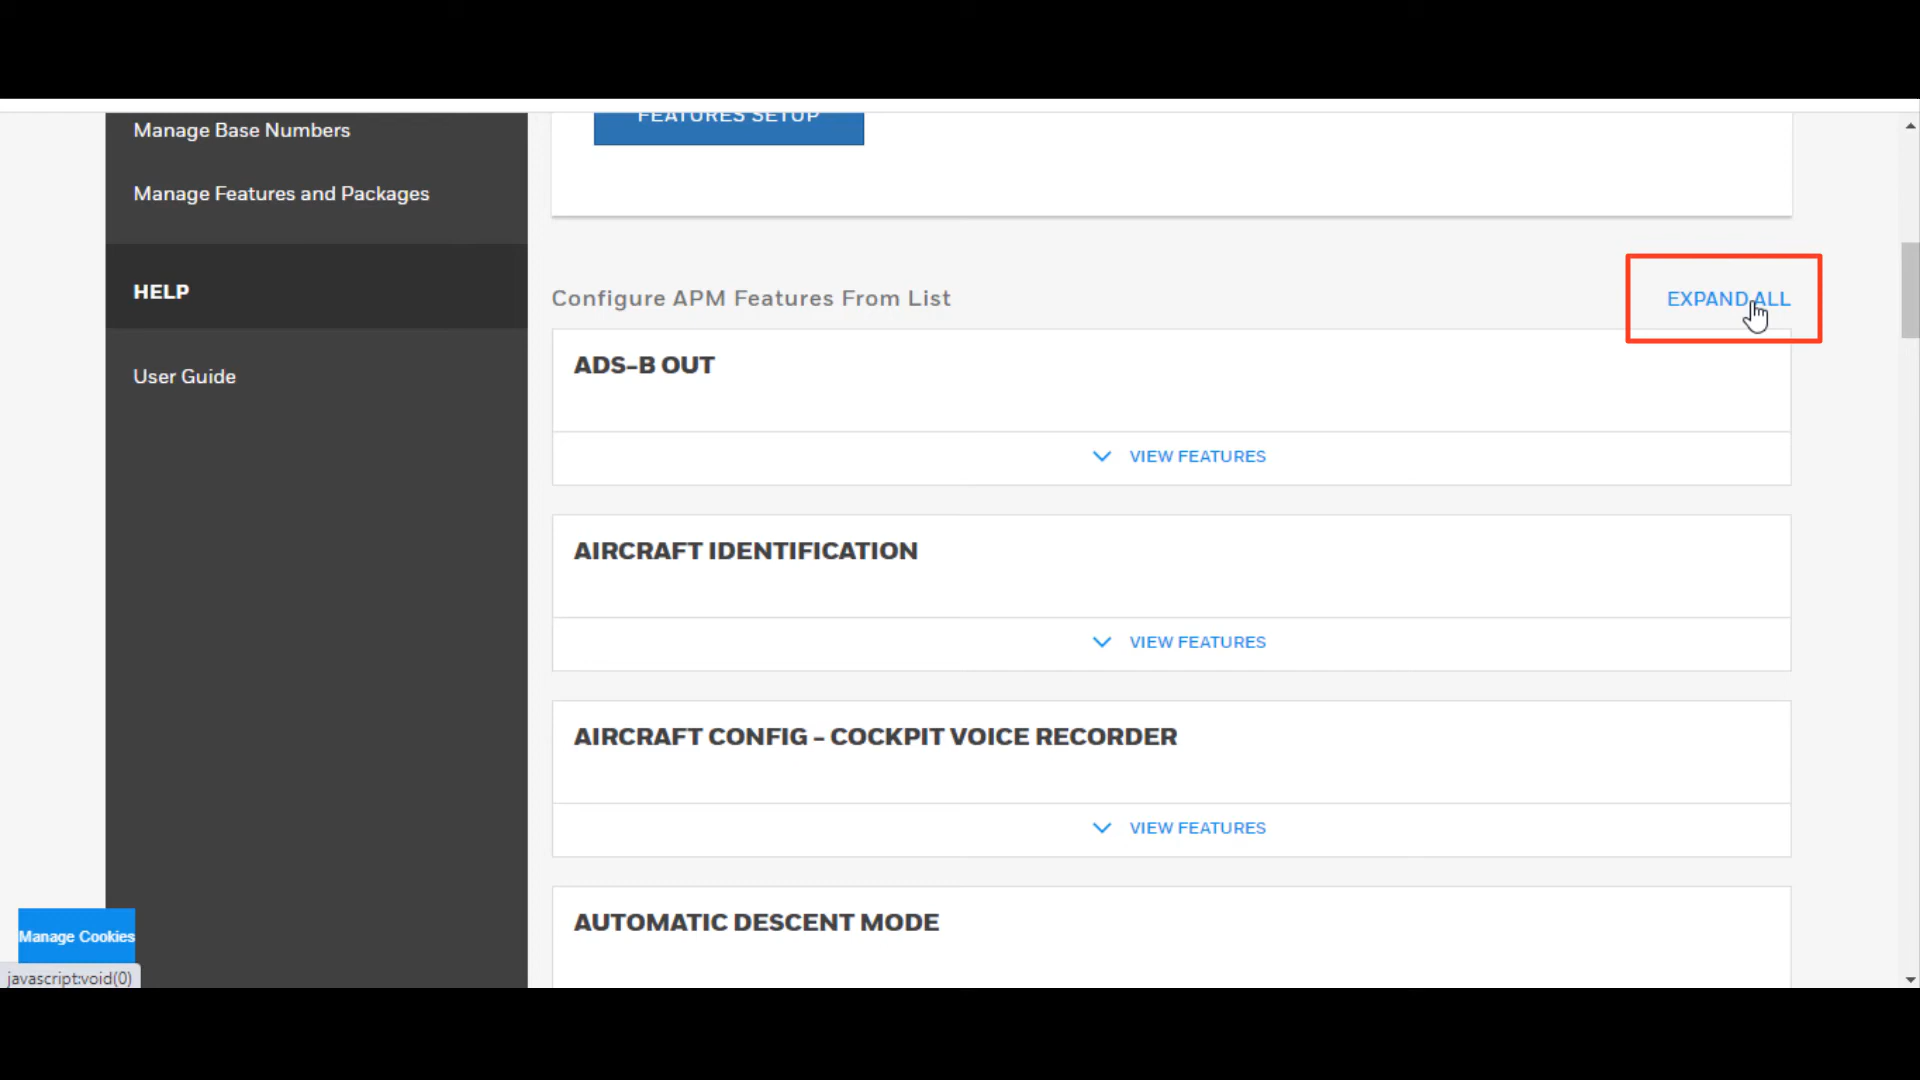 Manage Base Numbers
Manage Features and Packages
HELP
User Guide
FEATURES SETUP
Configure APM Features From List
EXPAND ALL
ADS-B OUT
VIEW FEATURES
AIRCRAFT IDENTIFICATION
VIEW FEATURES
AIRCRAFT CONFIG - COCKPIT VOICE RECORDER
VIEW FEATURES
AUTOMATIC DESCENT MODE
Manage Cookies
javascript:void(0)